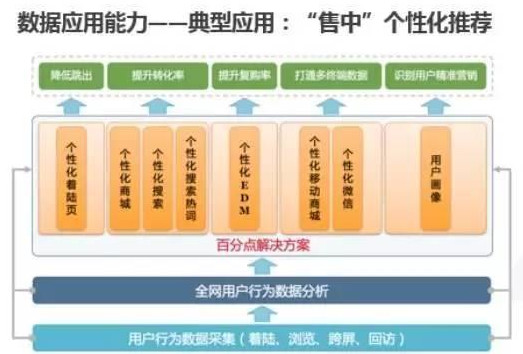 数据应用能力——典型应用：“售中”个性化推荐
降低跳出
提升转化率
提升复购率
打通多终端数据
识别用户精准营销
个性化着陆页
个性化商城
个性化搜索
个性化搜索热词
个性化EDM
个性化移动商城
个性化微信
用户画像
百分点解决方案
全网用户行为数据分析
用户行为数据采集（着陆、浏览、跨屏、回访）